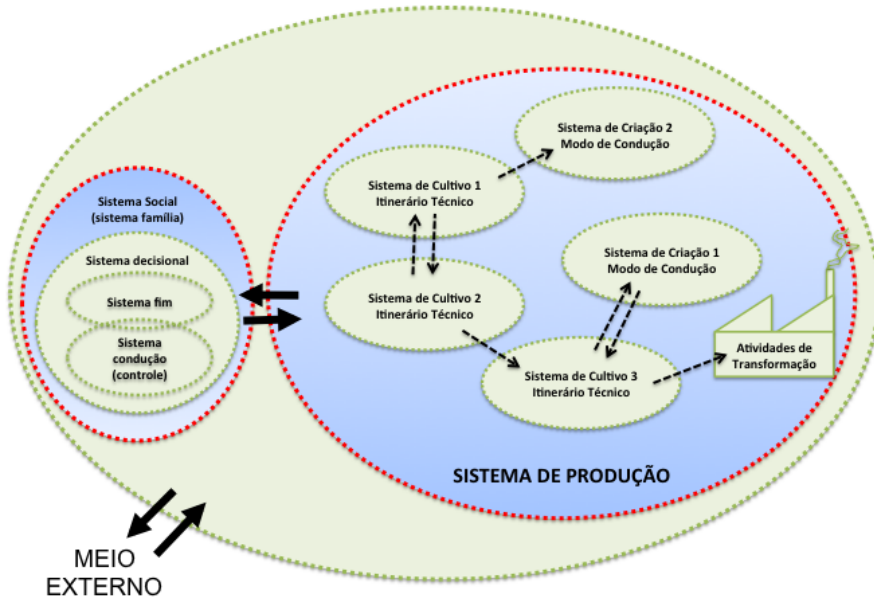 Sistema Social
(sistema família)
Sistema decisional
Sistema fim
Sistema
condução
(controle)
Sistema de Criação 2
Modo de Condução
Sistema de Cultivo 1
Itinerário Técnico
Sistema de Criação 1
Modo de Condução
Sistema de Cultivo 2
Itinerário Técnico
Sistema de Cultivo 3
Itinerário Técnico
Atividades de
Transformação
SISTEMA DE PRODUÇÃO
MEIO
EXTERNO